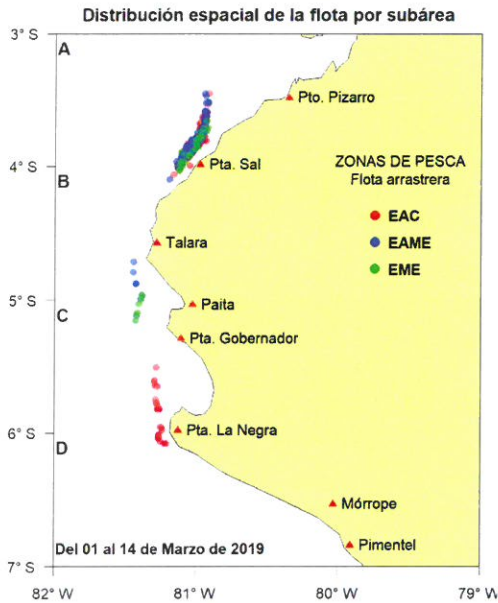 Distribución espacial de la flota por subárea
3° S
A
Pto. Pizarro
4° S
Pta. Sal
B
ZONAS DE PESCA
Flota arrastrera
EAC
EAME
EME
Talara
5° S
Paita
C
Pta. Gobernador
6° S
Pta. La Negra
D
Mórrope
Pimentel
Del 01 al 14 de Marzo de 2019
7° S
82° W
81° W
80° W
79° W